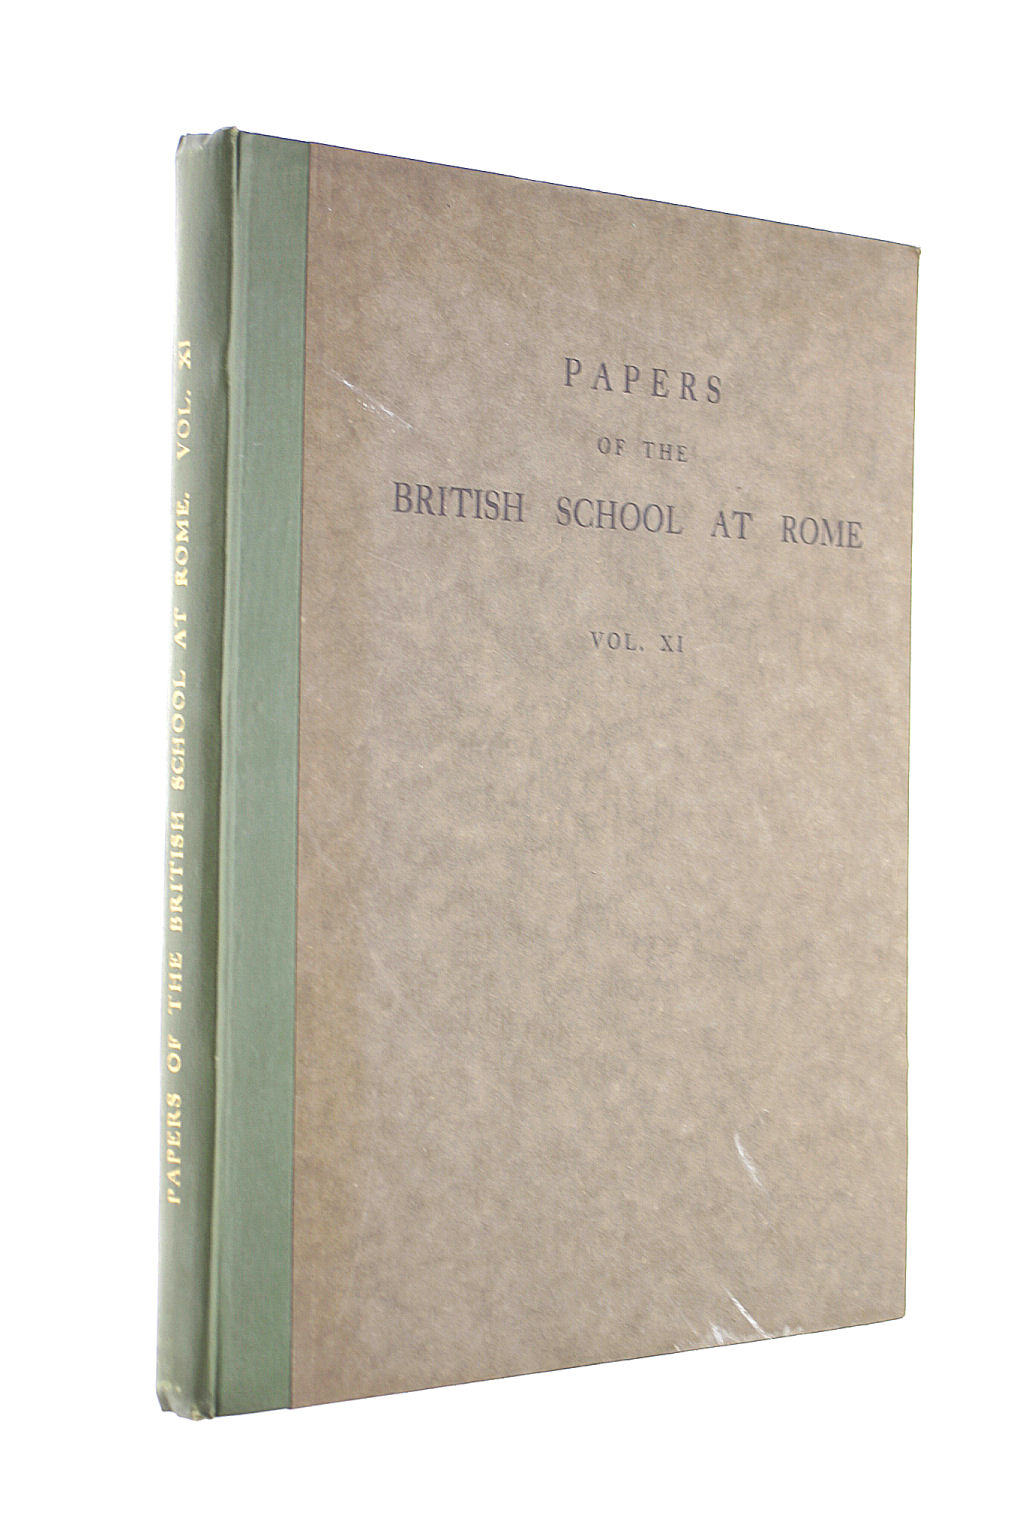 PAPERS OF THE BRITISH SCHOOL AT ROME. VOL. XI
PAPERS
OF THE
BRITISH SCHOOL AT ROME
VOL. XI